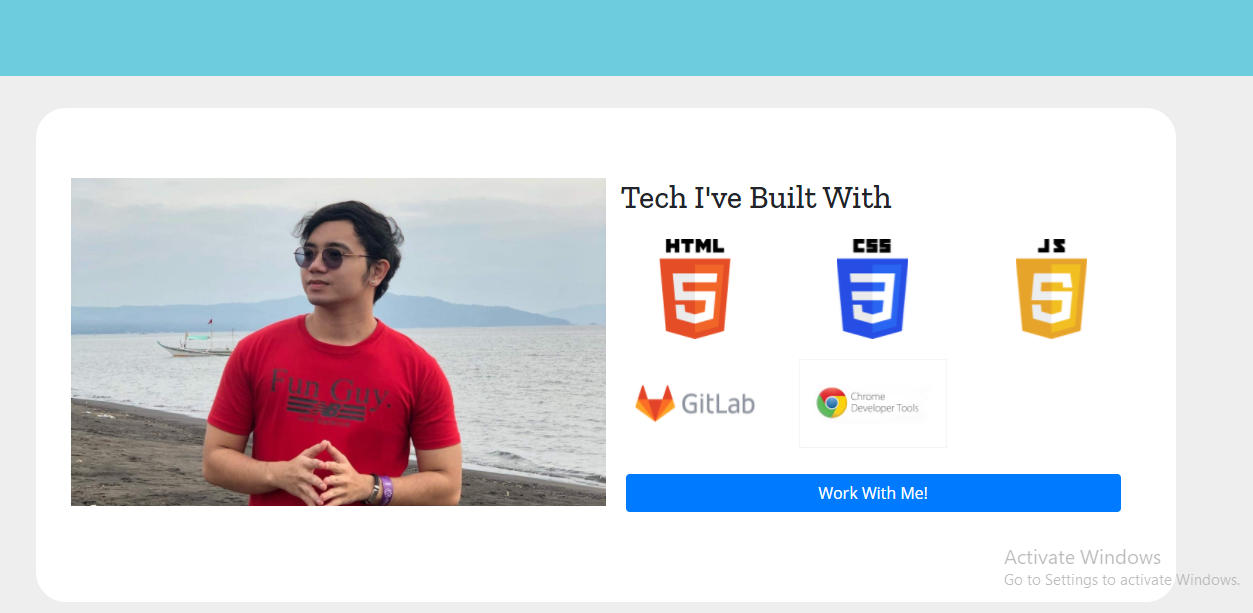 Tech I've Built With
HTML
CSS
JS
5
3
5
Fun Guy.
GitLab
Chrome
Developer Tools
Work With Me!
Activate Windows
Go to Settings to activate Windows.